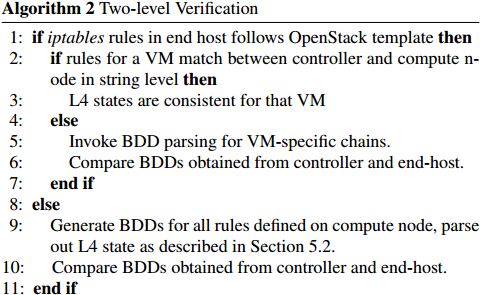 Algorithm 2 Two-level Verification
1: if iptables rules in end host follows OpenStack template then
2: if rules for a VM match between controller and compute n-
ode in string level then
3: L4 states are consistent for that VM
4: else
5: Invoke BDD parsing for VM-specific chains.
6: Compare BDDs obtained from controller and end-host.
7: end if
8: else
9: Generate BDDs for all rules defined on compute node, parse
out L4 state as described in Section 5.2.
10: Compare BDDs obtained from controller and end-host.
11: end if